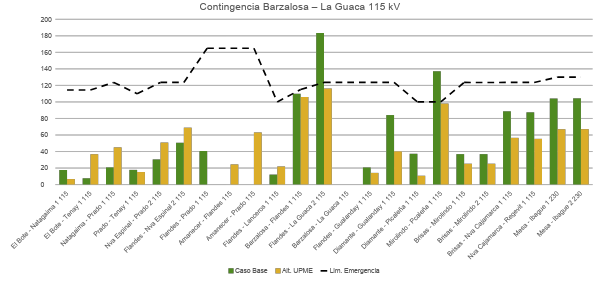 Contingencia Barzalosa – La Guaca 115 kV
200
180
160
140
120
100
80
60
40
20
0
El Bote - Natagaima 1 115
El Bote - Tenay 1 115
Natagaima - Prado 1 115
Prado - Tenay 1 115
Nva Espinal - Prado 2 115
Flandes - Nva Espinal 2 115
Flandes - Prado 1 115
Amanecer - Flandes 115
Amanecer - Prado 115
Flandes - Lanceros 1 115
Barzalosa - Flandes 1 115
Flandes - La Guaca 2 115
Barzalosa - La Guaca 115
Flandes - Gualanday 1 115
Diamante - Gualanday 1 115
Diamante - Picaleña 1 115
Mirolindo - Picaleña 1 115
Brisas - Mirolindo 1 115
Brisas - Mirolindo 2 115
Brisas - Nva Cajamarca 1 115
Nva Cajamarca - Regivit 1 115
Mesa - Ibague 1 230
Mesa - Ibague 2 230
Caso Base
Alt. UPME
Lim. Emergencia